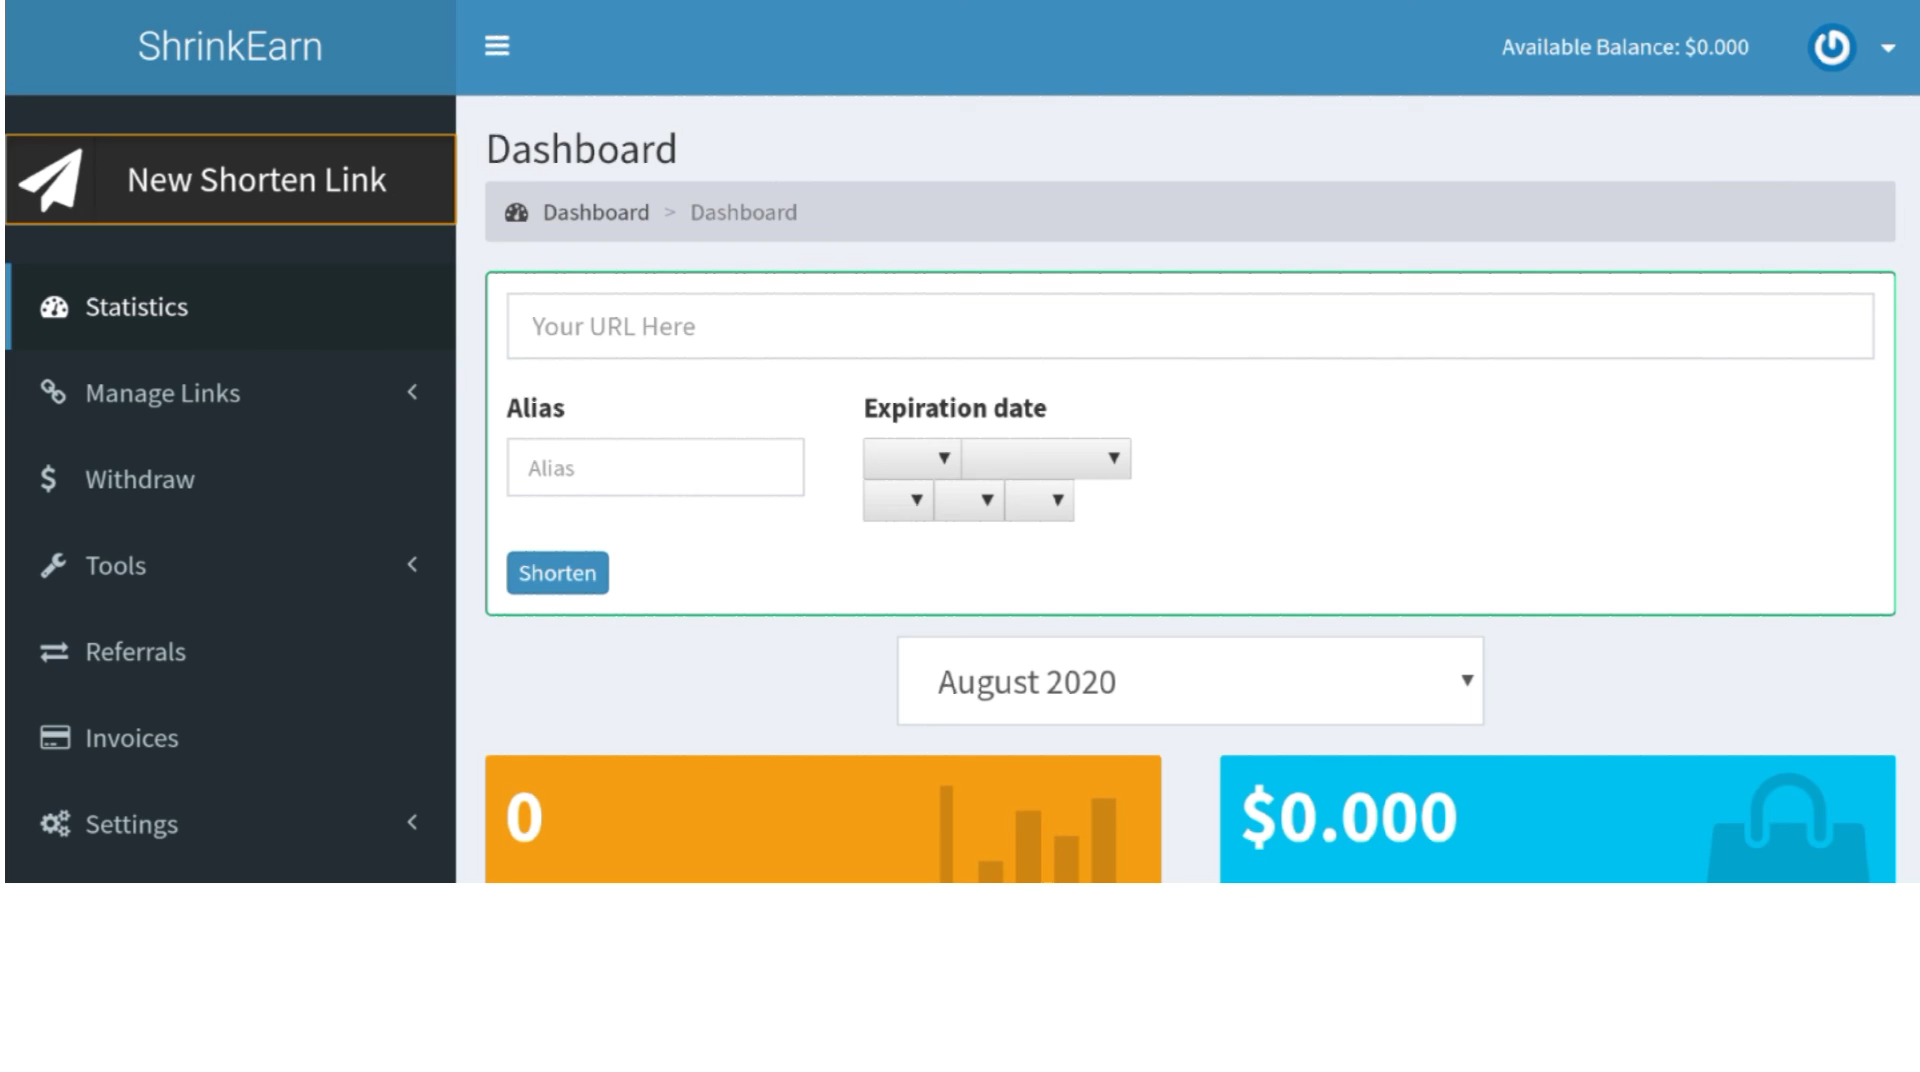 ShrinkEarn
Available Balance: $0.000
New Shorten Link
Statistics
Manage Links
Withdraw
Tools
Referrals
Invoices
Settings
Dashboard
Dashboard > Dashboard
Your URL Here
Alias
Expiration date
Alias
Shorten
August 2020
0
$0.000